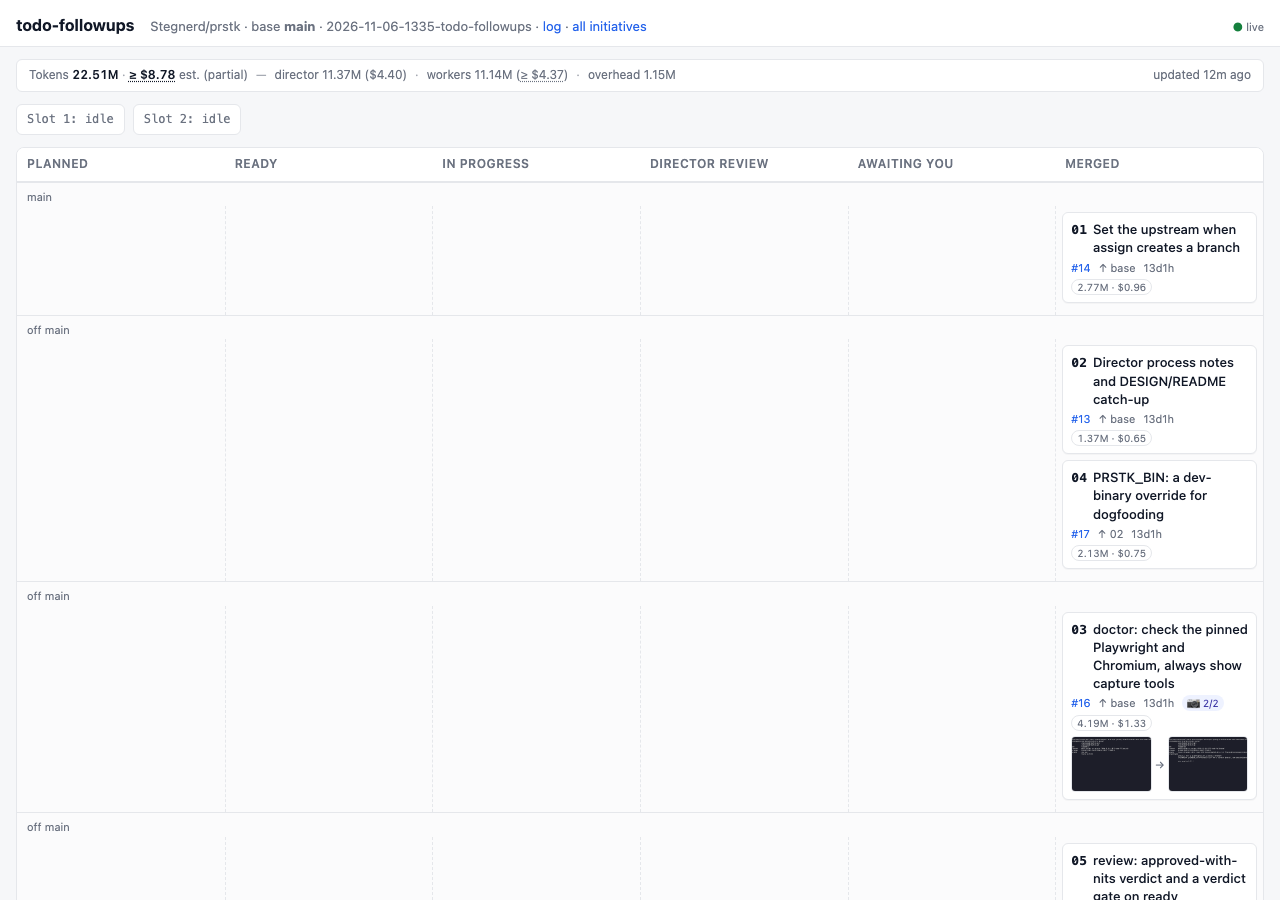 todo-followups Stegnerd/prstk · base main · 2026-11-06-1335-todo-followups · log · all initiatives live
Tokens 22.51M · ≥ $8.78 est. (partial) — director 11.37M ($4.40) · workers 11.14M (≥ $4.37) · overhead 1.15M updated 12m ago
Slot 1: idle Slot 2: idle
PLANNED READY IN PROGRESS DIRECTOR REVIEW AWAITING YOU MERGED
main
01 Set the upstream when
assign creates a branch
#14 ↑ base 13d1h
2.77M · $0.96
off main
02 Director process notes
and DESIGN/README
catch-up
#13 ↑ base 13d1h
1.37M · $0.65
04 PRSTK_BIN: a dev-
binary override for
dogfooding
#17 ↑ 02 13d1h
2.13M · $0.75
off main
03 doctor: check the pinned
Playwright and
Chromium, always show
capture tools
#16 ↑ base 13d1h 2/2
4.19M · $1.33
→
off main
05 review: approved-with-
nits verdict and a verdict
gate on ready